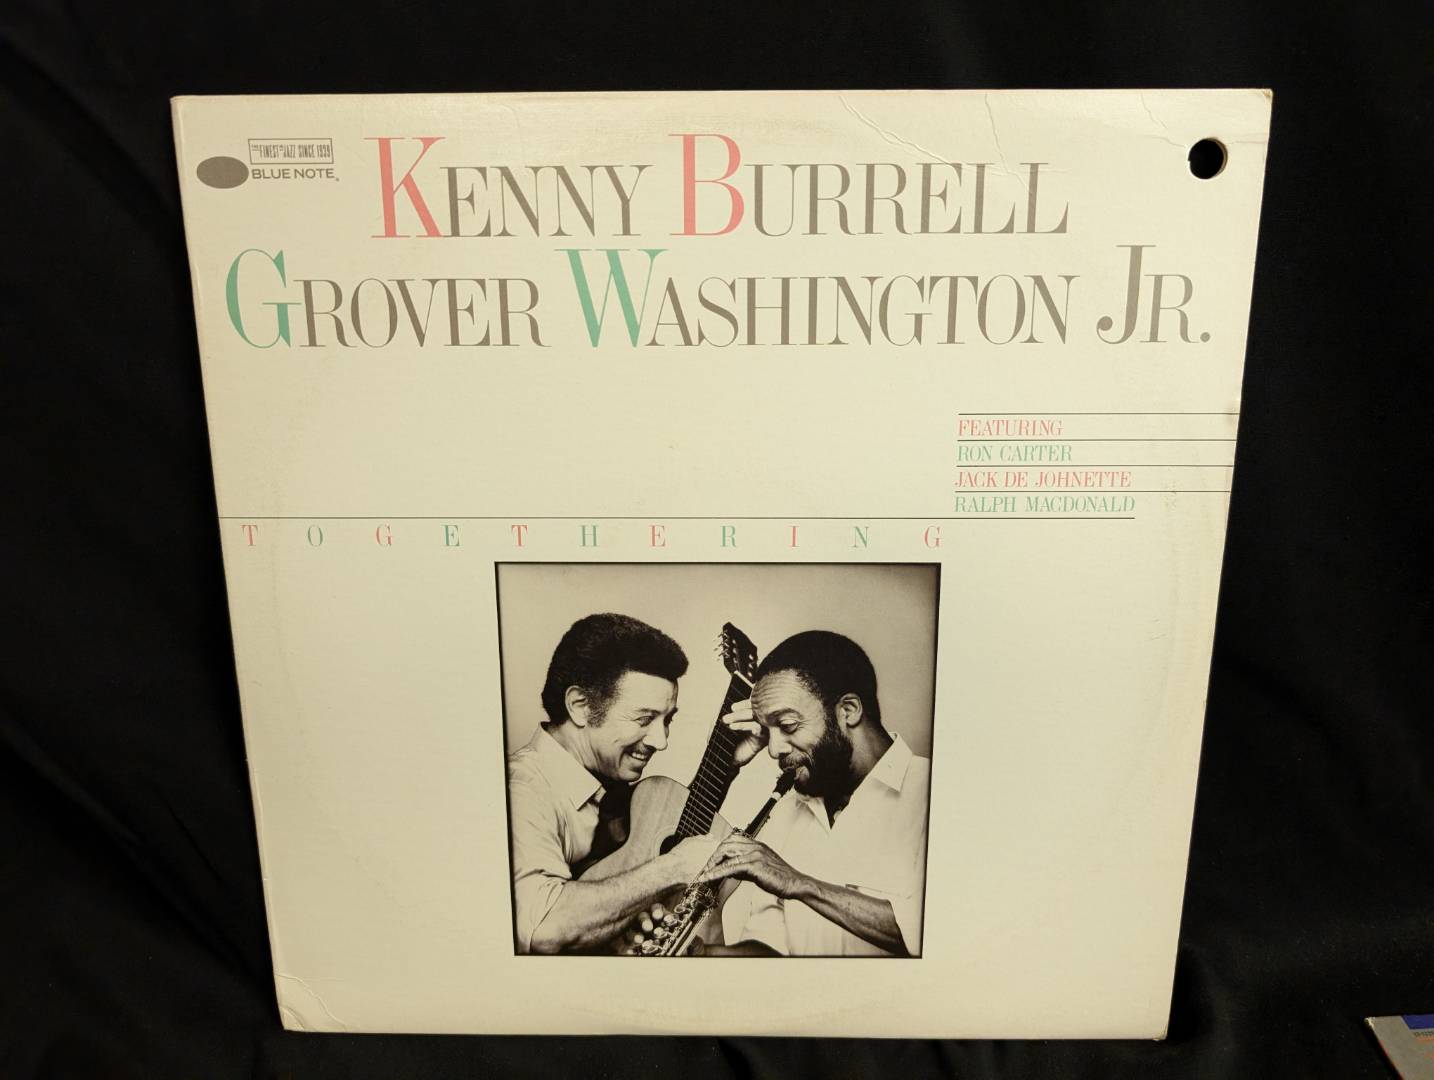 THE FINEST IN JAZZ SINCE 1939
BLUE NOTE®
KENNY BURRELL
GROVER WASHINGTON JR.
FEATURING
RON CARTER
JACK DE JOHNETTE
RALPH MACDONALD
TOGETHERING